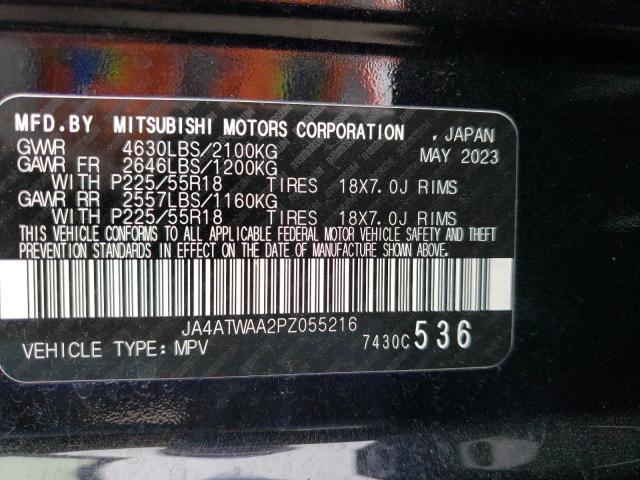 MFD.BY MITSUBISHI MOTORS CORPORATION , JAPAN
GWWR 4630LBS/2100KG MAY 2023
GAWR FR 2646LBS/1200KG
WITH P225/55R18 TIRES 18X7.0J RIMS
GAWR RR 2557LBS/1160KG
WITH P225/55R18 TIRES 18X7.0J RIMS
THIS VEHICLE CONFORMS TO ALL APPLICABLE FEDERAL MOTOR VEHICLE SAFETY AND THEFT
PREVENTION STANDARDS IN EFFECT ON THE DATE OF MANUFACTURE SHOWN ABOVE.
JA4ATWAA2PZ055216
VEHICLE TYPE: MPV 7430C 536